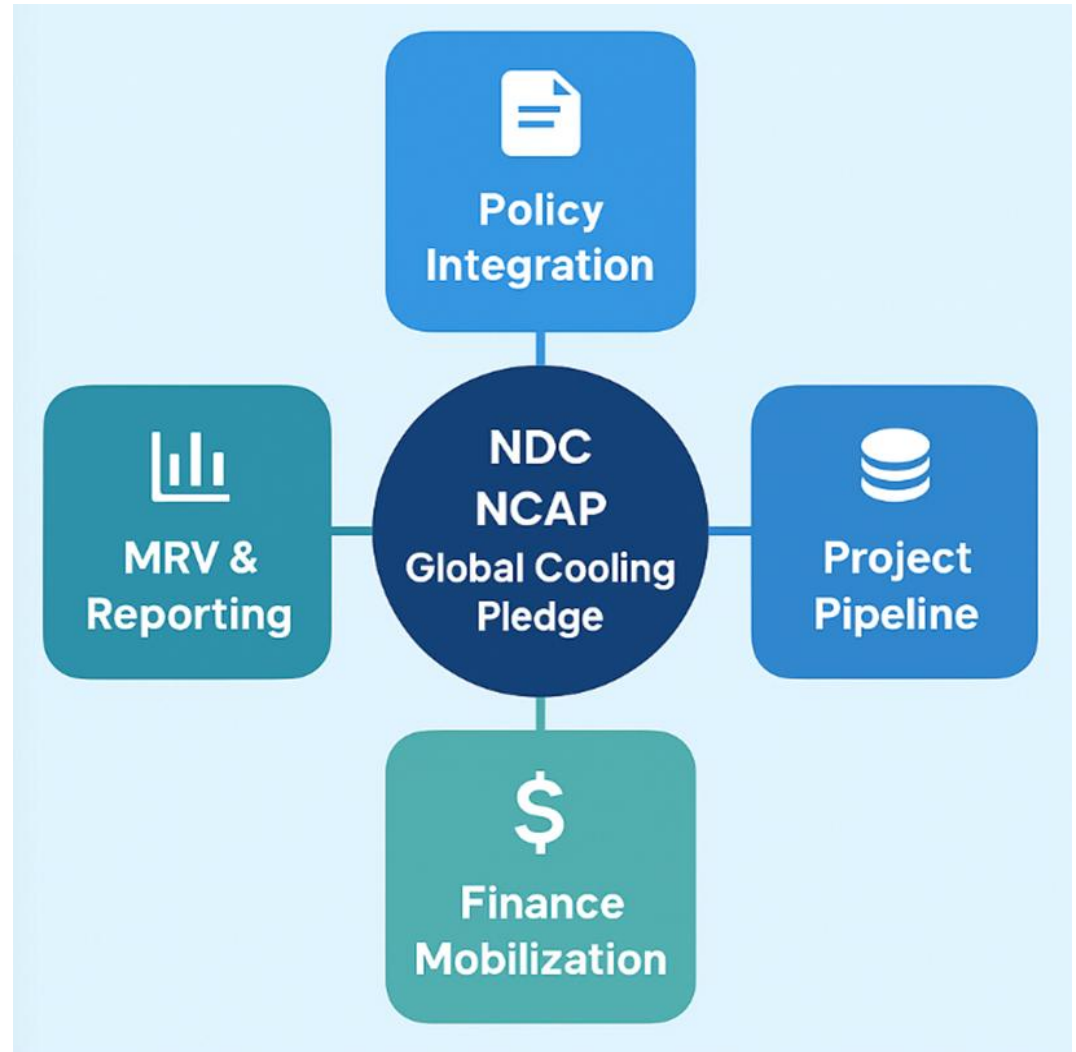 Policy
Integration
MRV &
Reporting
NDC
NCAP
Global Cooling
Pledge
Project
Pipeline
$
Finance
Mobilization